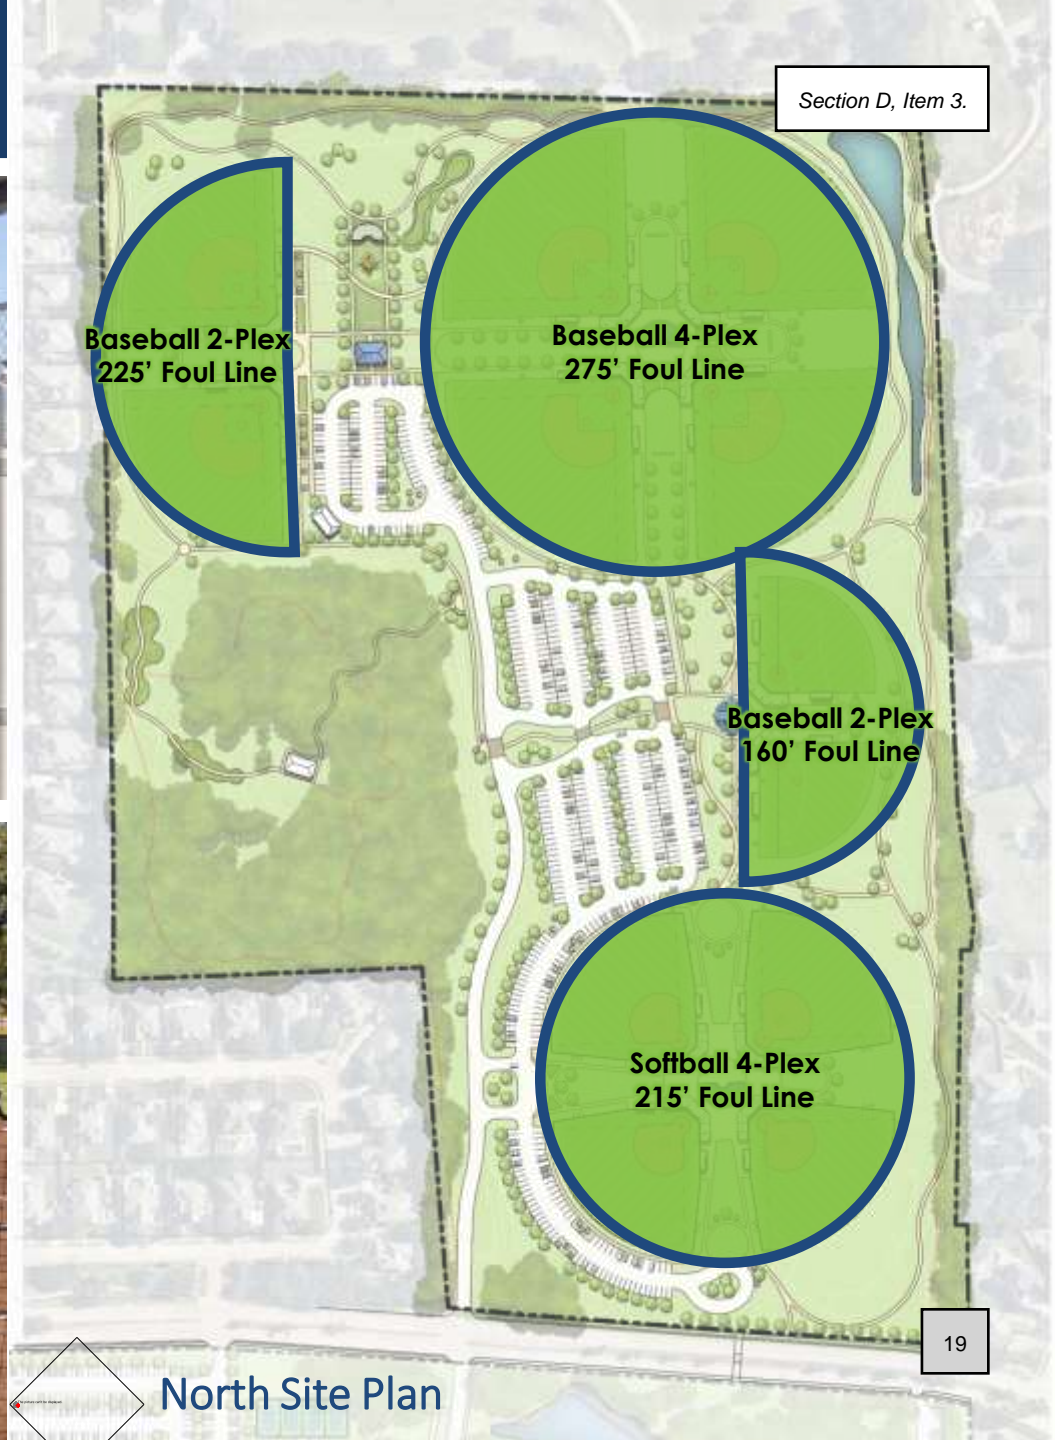 Section D, Item 3.
Baseball 2-Plex
225’ Foul Line
Baseball 4-Plex
275’ Foul Line
Baseball 2-Plex
160’ Foul Line
Softball 4-Plex
215’ Foul Line
19
North Site Plan